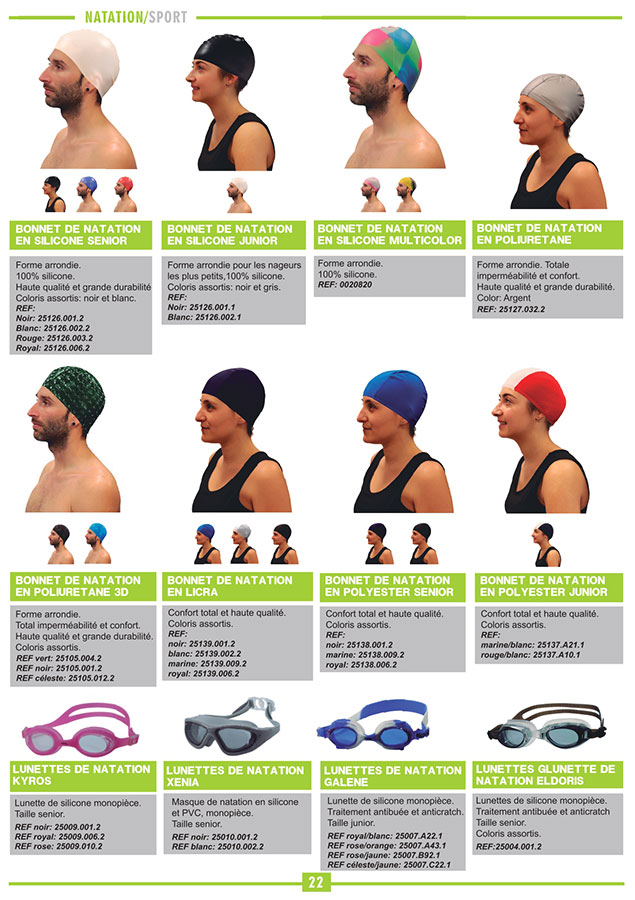 NATATION/SPORT
BONNET DE NATATION
EN SILICONE SENIOR
Forme arrondie.
100% silicone.
Haute qualité et grande durabilité
Coloris assortis: noir et blanc.
REF:
Noir: 25126.001.2
Blanc: 25126.002.2
Rouge: 25126.003.2
Royal: 25126.006.2
BONNET DE NATATION
EN SILICONE JUNIOR
Forme arrondie pour les nageurs
les plus petits,100% silicone.
Coloris assortis: noir et gris.
REF:
Noir: 25126.001.1
Blanc: 25126.002.1
BONNET DE NATATION
EN SILICONE MULTICOLOR
Forme arrondie.
100% silicone.
REF: 0020820
BONNET DE NATATION
EN POLIURETANE
Forme arrondie. Totale
imperméabilité et confort.
Haute qualité et grande durabilité.
Color: Argent
REF: 25127.032.2
BONNET DE NATATION
EN POLIURETANE 3D
Forme arrondie.
Total imperméabilité et confort.
Haute qualité et grande durabilité.
Coloris assortis.
REF vert: 25105.004.2
REF noir: 25105.001.2
REF céleste: 25105.012.2
BONNET DE NATATION
EN LICRA
Confort total et haute qualité.
Coloris assortis.
REF:
noir: 25139.001.2
blanc: 25139.002.2
marine: 25139.009.2
royal: 25139.006.2
BONNET DE NATATION
EN POLYESTER SENIOR
Confort total et haute qualité.
Coloris assortis.
REF:
noir: 25138.001.2
marine: 25138.009.2
royal: 25138.006.2
BONNET DE NATATION
EN POLYESTER JUNIOR
Confort total et haute qualité.
Coloris assortis.
REF:
marine/blanc: 25137.A21.1
rouge/blanc: 25137.A10.1
LUNETTES DE NATATION
KYROS
Lunette de silicone monopièce.
Taille senior.
REF noir: 25009.001.2
REF royal: 25009.006.2
REF rose: 25009.010.2
LUNETTES DE NATATION
XENIA
Masque de natation en silicone
et PVC, monopièce.
Taille senior.
REF noir: 25010.001.2
REF blanc: 25010.002.2
LUNETTES DE NATATION
GALENE
Lunette de silicone monopièce.
Traitement antibuée et anticratch.
Taille junior.
REF royal/blanc: 25007.A22.1
REF rose/orange: 25007.A43.1
REF rose/jaune: 25007.B92.1
REF céleste/jaune: 25007.C22.1
LUNETTES GLUNETTE DE
NATATION ELDORIS
Lunettes de silicone monopièce.
Traitement antibuée et anticratch
Taille senior.
Coloris assortis.
REF:25004.001.2
22